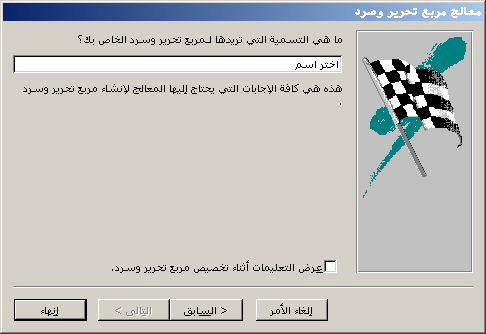 معالج مربع تحرير وسرد
ما هي التسمية التي تريدها لـمربع تحرير وسرد الخاص بك؟
اختر اسم
هذه هي كافة الإجابات التي يحتاج إليها المعالج لإنشاء مربع تحرير وسرد
.
عرض التعليمات أثناء تخصيص مربع تحرير وسرد.
إلغاء الأمر
< السابق
التالي >
إنهاء